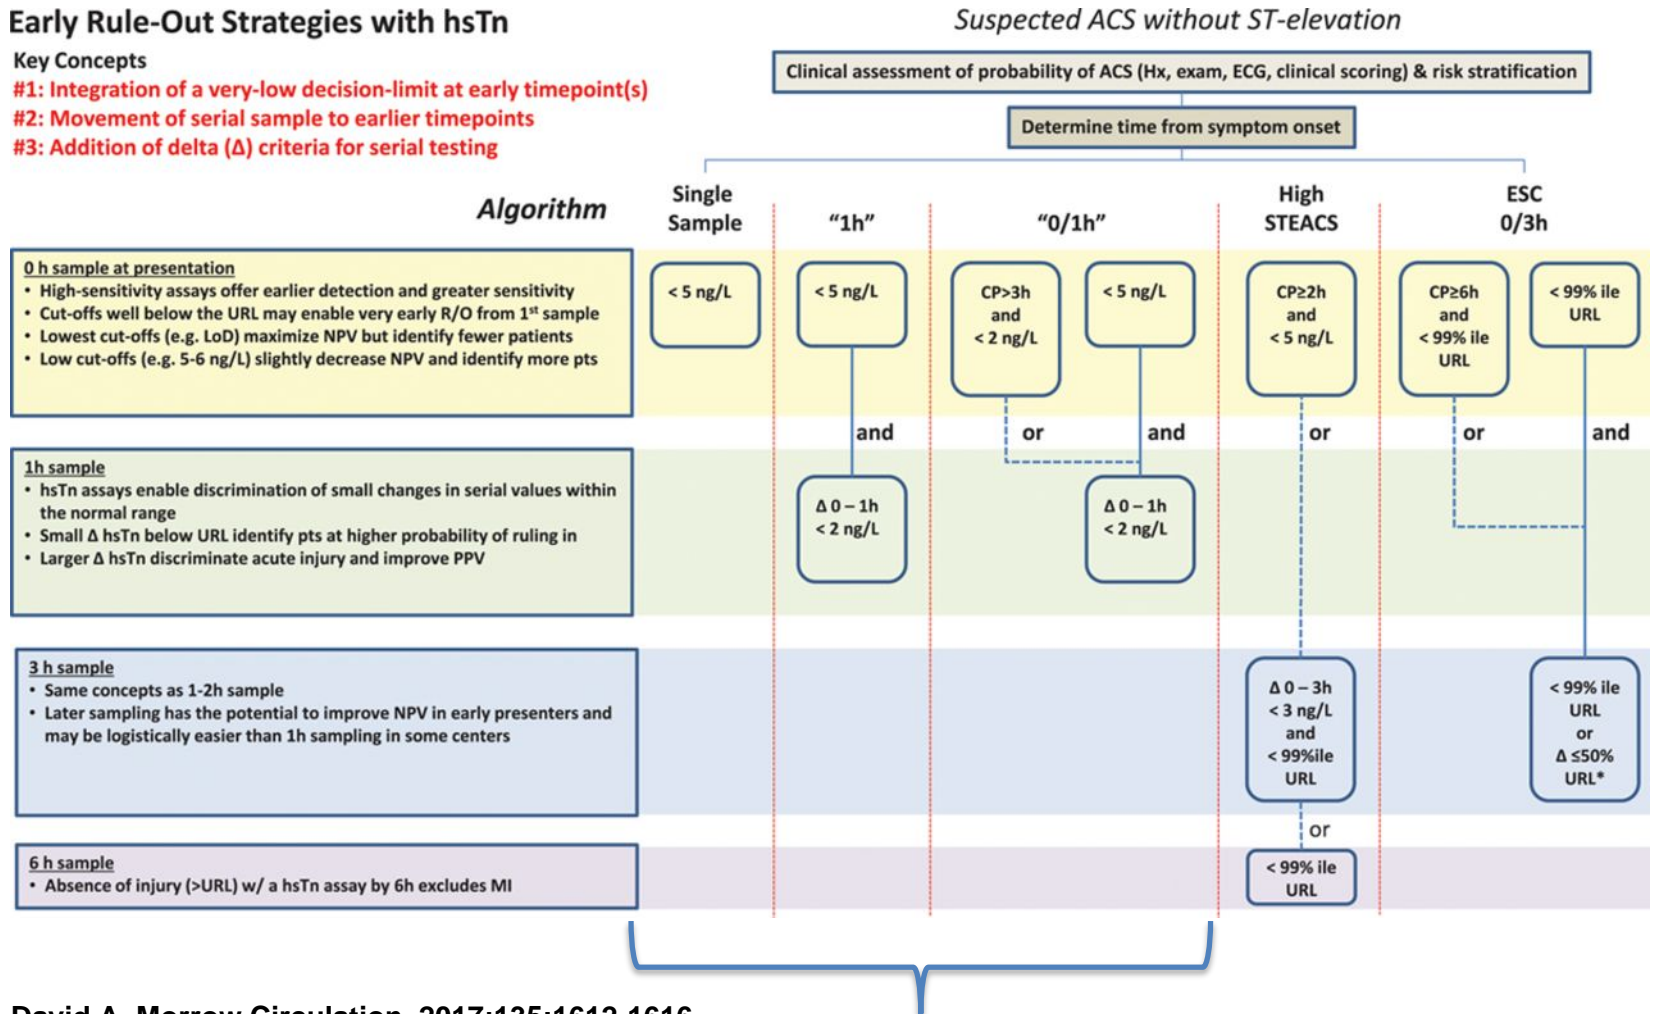 Early Rule-Out Strategies with hsTn
Key Concepts
#1: Integration of a very-low decision-limit at early timepoint(s)
#2: Movement of serial sample to earlier timepoints
#3: Addition of delta (Δ) criteria for serial testing
Suspected ACS without ST-elevation
Clinical assessment of probability of ACS (Hx, exam, ECG, clinical scoring) & risk stratification
Determine time from symptom onset
Algorithm
Single
Sample
“1h”
“0/1h”
High
STEACS
ESC
0/3h
0 h sample at presentation
• High-sensitivity assays offer earlier detection and greater sensitivity
• Cut-offs well below the URL may enable very early R/O from 1st sample
• Lowest cut-offs (e.g. LoD) maximize NPV but identify fewer patients
• Low cut-offs (e.g. 5-6 ng/L) slightly decrease NPV and identify more pts
< 5 ng/L
< 5 ng/L
CP>3h
and
< 2 ng/L
< 5 ng/L
CP≥2h
and
< 5 ng/L
CP≥6h
and
< 99% ile
URL
< 99% ile
URL
and
or
and
or
or
and
1h sample
• hsTn assays enable discrimination of small changes in serial values within
the normal range
• Small Δ hsTn below URL identify pts at higher probability of ruling in
• Larger Δ hsTn discriminate acute injury and improve PPV
Δ 0 – 1h
< 2 ng/L
Δ 0 – 1h
< 2 ng/L
3 h sample
• Same concepts as 1-2h sample
• Later sampling has the potential to improve NPV in early presenters and
may be logistically easier than 1h sampling in some centers
Δ 0 – 3h
< 3 ng/L
and
< 99%ile
URL
< 99% ile
URL
or
Δ ≤50%
URL*
or
6 h sample
• Absence of injury (>URL) w/ a hsTn assay by 6h excludes MI
< 99% ile
URL
David A. Morrow Circulation. 2017;135:1612-1616